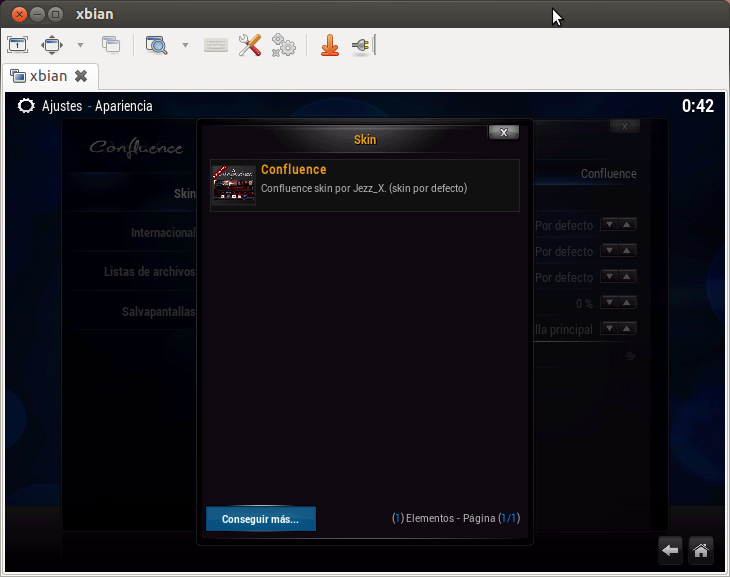 xbian
xbian
Ajustes - Apariencia
0:42
Confluence
Skin
X
X
Confluence
Confluence
Confluence skin por Jezz_X. (skin por defecto)
Skin
Internacional
Listas de archivos
Salvapantallas
Por defecto
Por defecto
Por defecto
0 %
lla principal
Conseguir más...
(1) Elementos - Página (1/1)